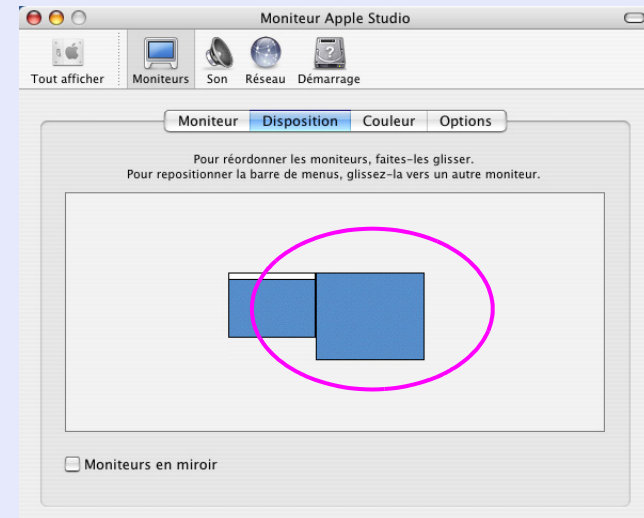 Moniteur Apple Studio
Tout afficher Moniteurs Son Réseau Démarrage
Moniteur Disposition Couleur Options
Pour réordonner les moniteurs, faites-les glisser.
Pour repositionner la barre de menus, glissez-la vers un autre moniteur.
Moniteurs en miroir